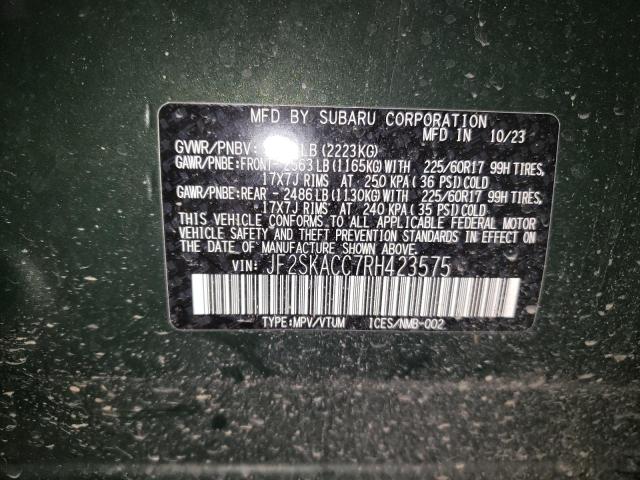 MFD BY SUBARU CORPORATION
MFD IN 10/23
GVWR/PNBV: LB (2223KG)
GAWR/PNBE:FRONT- 2563 LB (1165KG) WITH 225/60R17 99H TIRES,
17X7J RIMS AT 250 KPA (36 PSI) COLD
GAWR/PNBE:REAR - 2486 LB (1130KG) WITH 225/60R17 99H TIRES,
17X7J RIMS AT 240 KPA (35 PSI) COLD
THIS VEHICLE CONFORMS TO ALL APPLICABLE FEDERAL MOTOR
VEHICLE SAFETY AND THEFT PREVENTION STANDARDS IN EFFECT ON
THE DATE OF MANUFACTURE SHOWN ABOVE.
VIN: JF2SKACC7RH423575
TYPE:MPV/VTUM ICES/NMB-002